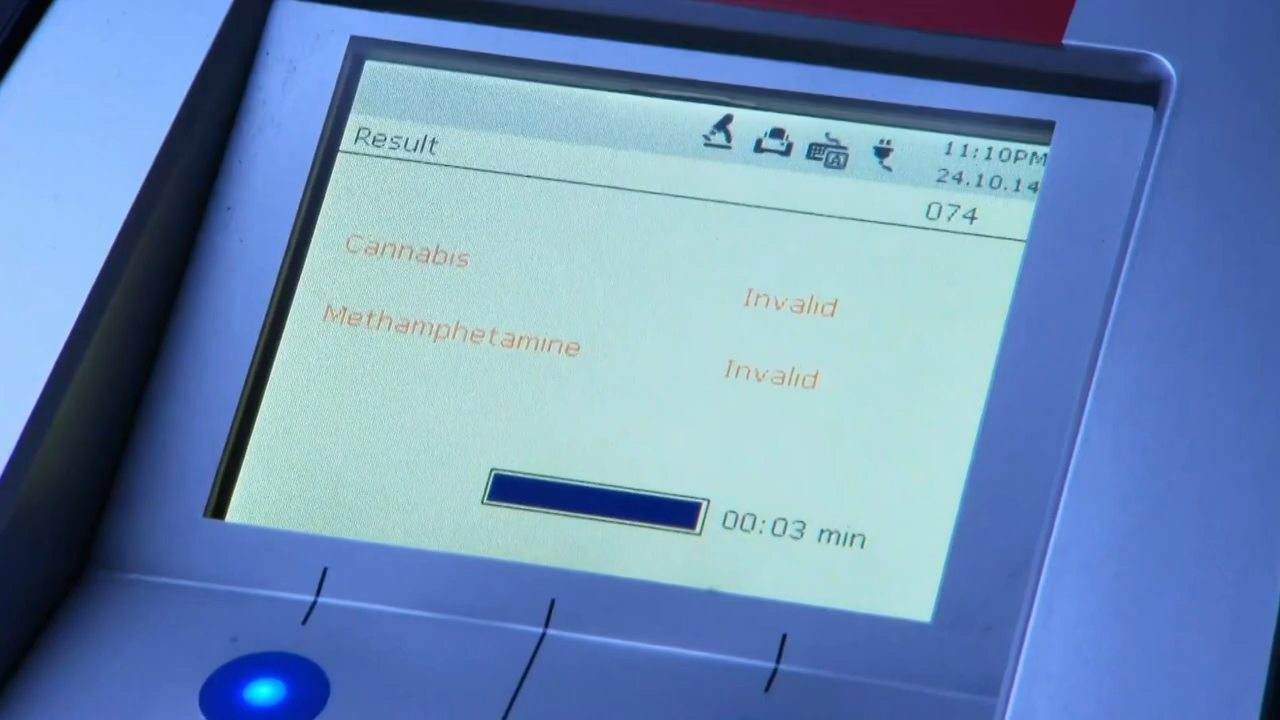 Result
11:10PM
24.10.14
074
Cannabis Invalid
Methamphetamine Invalid
00:03 min